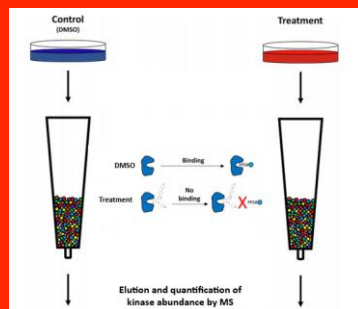 Control
(DMSO)
Treatment
DMSO
Binding
Treatment
No
binding
Elution and quantification of
kinase abundance by MS